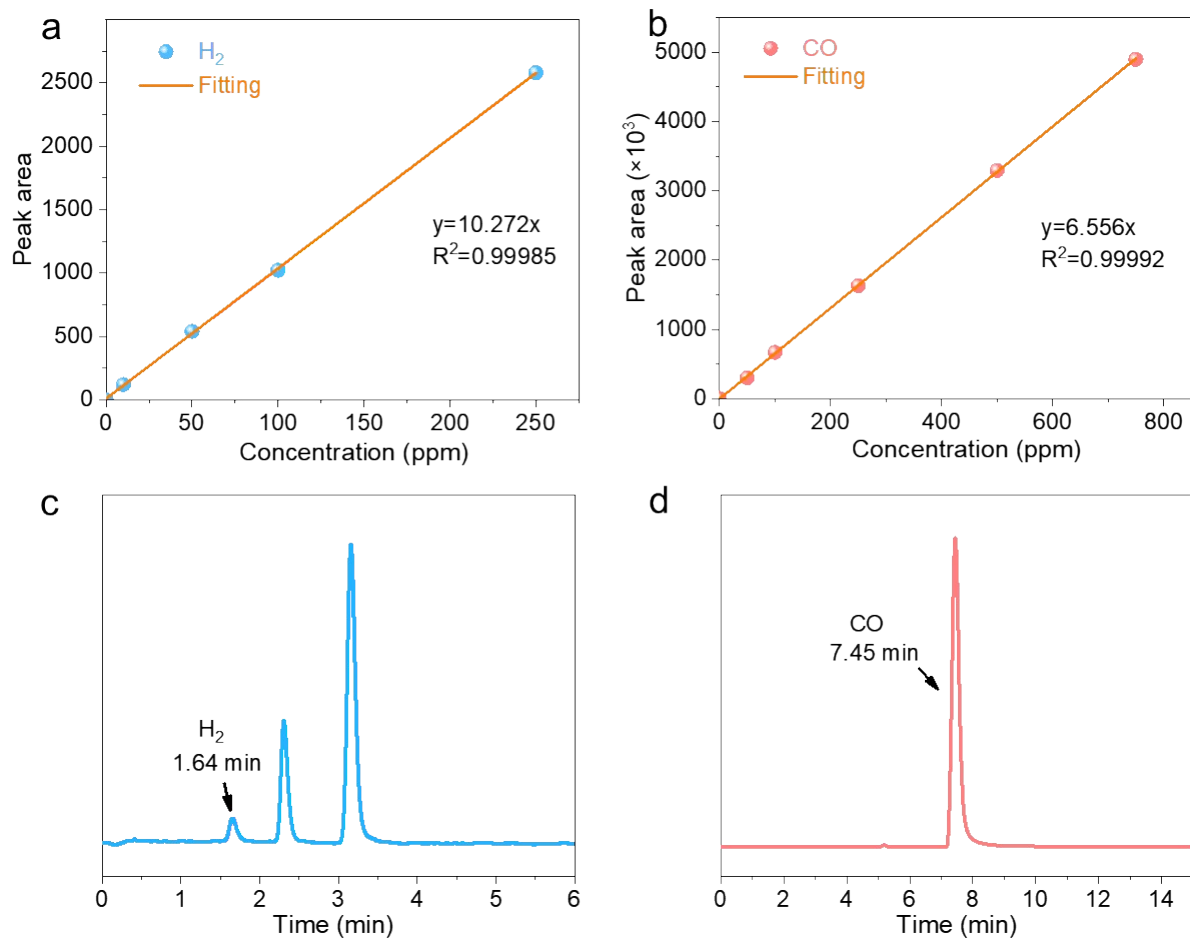 a
H₂
Fitting
2500
2000
1500
1000
500
0
Peak area
y=10.272x
R²=0.99985
0 50 100 150 200 250
Concentration (ppm)
b
CO
Fitting
5000
4000
3000
2000
1000
0
Peak area (×10³)
y=6.556x
R²=0.99992
0 200 400 600 800
Concentration (ppm)
c
H₂
1.64 min
0 1 2 3 4 5 6
Time (min)
d
CO
7.45 min
0 2 4 6 8 10 12 14
Time (min)